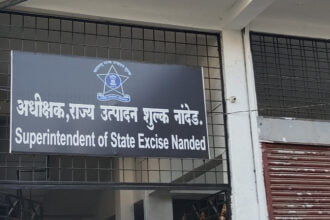 अधीक्षक,राज्य उत्पादन शुल्क नांदेड.
Superintendent of State Excise Nanded